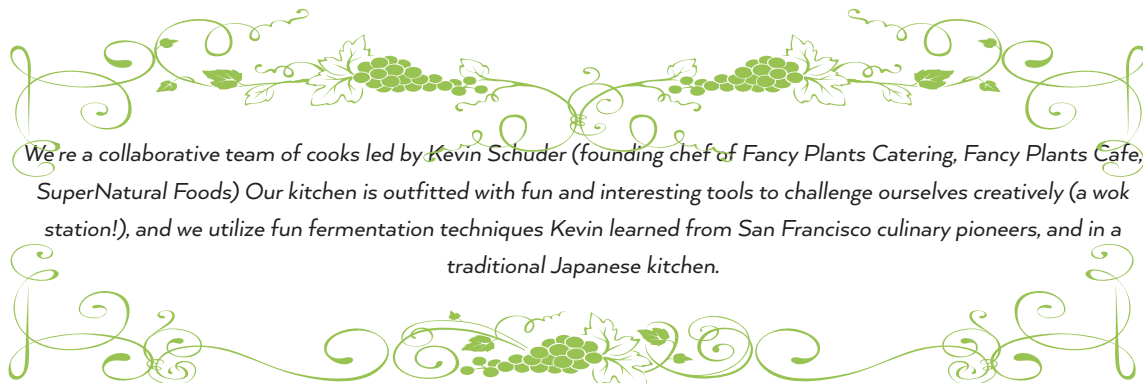 We're a collaborative team of cooks led by Kevin Schuder (founding chef of Fancy Plants Catering, Fancy Plants Cafe,
SuperNatural Foods) Our kitchen is outfitted with fun and interesting tools to challenge ourselves creatively (a wok
station!), and we utilize fun fermentation techniques Kevin learned from San Francisco culinary pioneers, and in a
traditional Japanese kitchen.